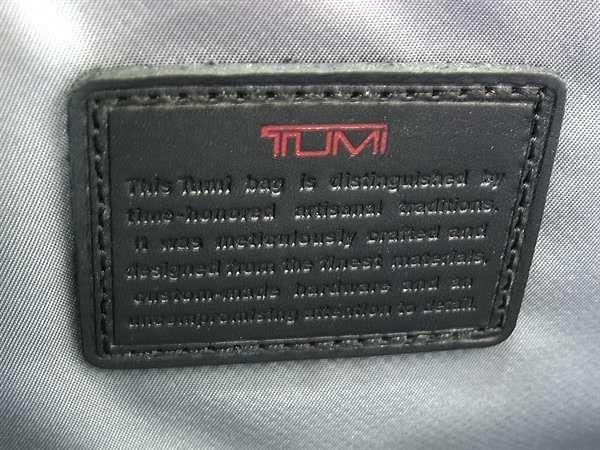 TUMI
This Tumi bag is distinguished by
time-honored artisanal traditions.
It was meticulously crafted and
designed from the finest materials,
custom-made hardware and an
uncompromising attention to detail.